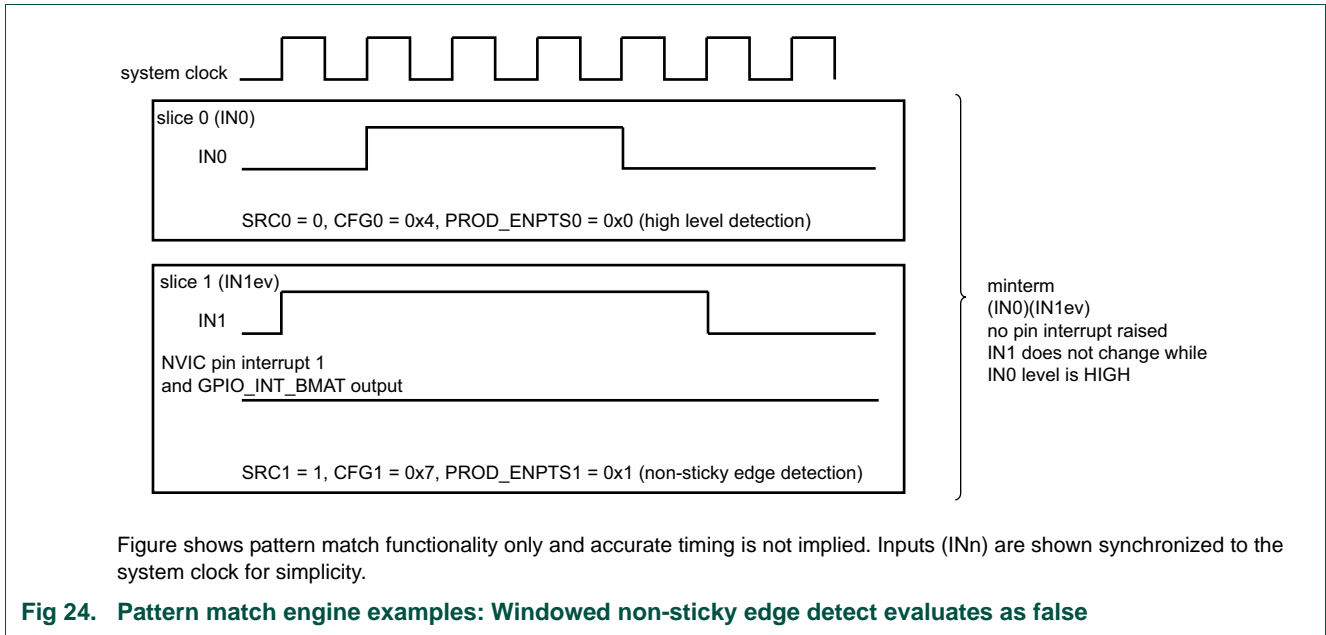 system clock
slice 0 (IN0)
IN0
SRC0 = 0, CFG0 = 0x4, PROD_ENPTS0 = 0x0 (high level detection)
slice 1 (IN1ev)
IN1
NVIC pin interrupt 1
and GPIO_INT_BMAT output
SRC1 = 1, CFG1 = 0x7, PROD_ENPTS1 = 0x1 (non-sticky edge detection)
minterm
(IN0)(IN1ev)
no pin interrupt raised
IN1 does not change while
IN0 level is HIGH
Figure shows pattern match functionality only and accurate timing is not implied. Inputs (INn) are shown synchronized to the
system clock for simplicity.
Fig 24. Pattern match engine examples: Windowed non-sticky edge detect evaluates as false